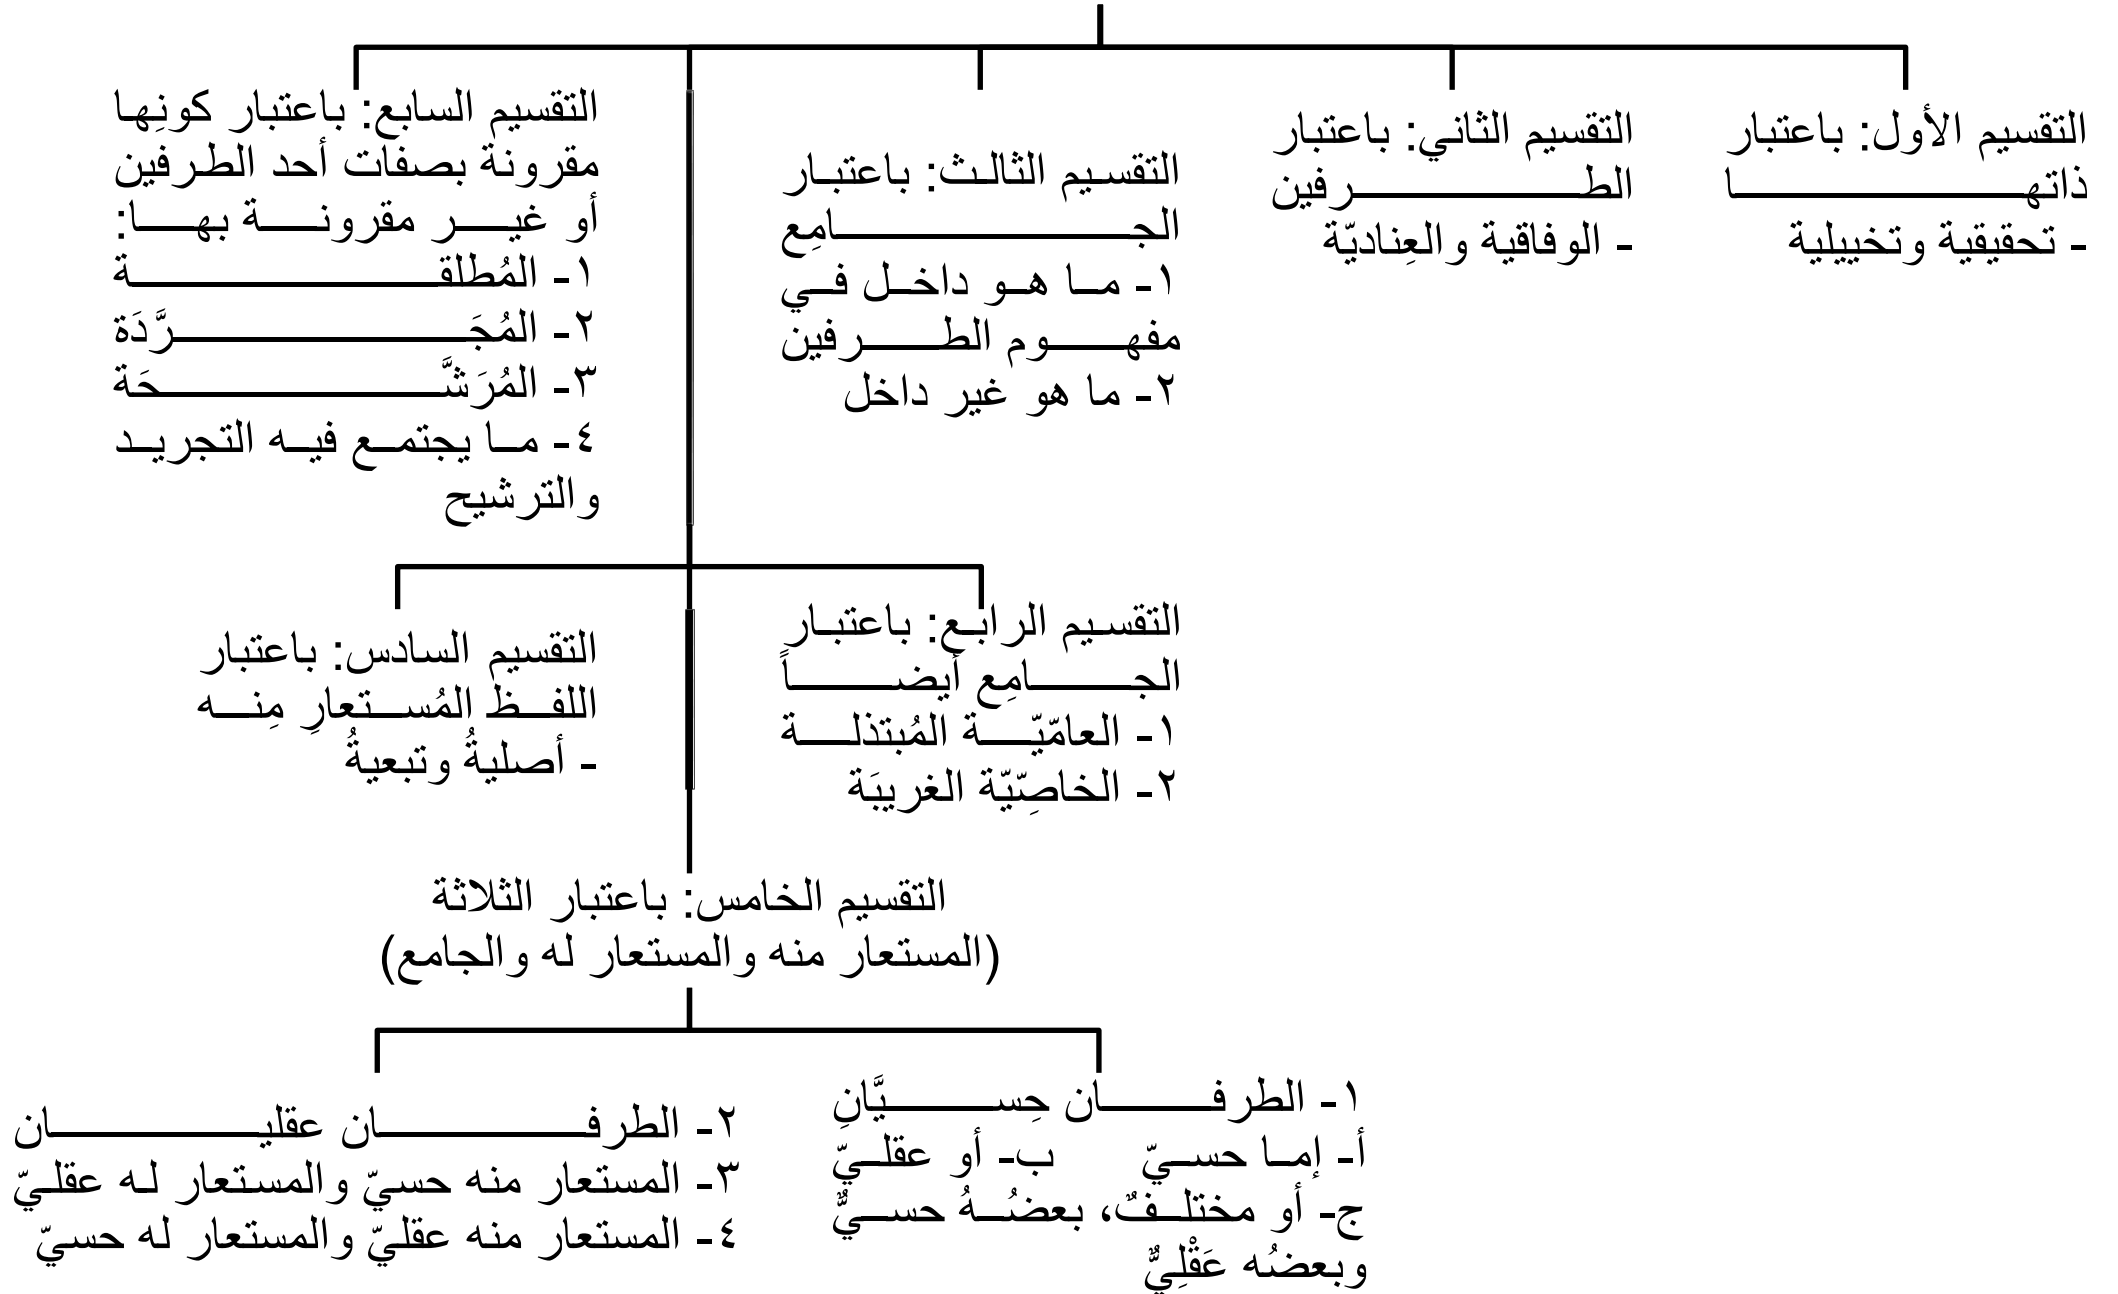 التقسيم الأول: باعتبار
ذاتها
- تحقيقية وتخييلية
التقسيم الثاني: باعتبار
الطرفين
- الوفاقية والعِناديّة
التقسيم الثالث: باعتبار
الجامِع
١- ما هو داخل في
مفهوم الطرفين
٢- ما هو غير داخل
التقسيم السابع: باعتبار كونِها
مقرونة بصفات أحد الطرفين
أو غير مقرونة بها:
١- المُطلقة
٢- المُجَرَّدَة
٣- المُرَشَّحَة
٤- ما يجتمع فيه التجريد
والترشيح
التقسيم الرابع: باعتبار
الجامِع أيضاً
١- العامّيّة المُبتذلة
٢- الخاصِّيّة الغريبَة
التقسيم السادس: باعتبار
اللفظ المُستعارِ مِنه
- أصليةُ وتبعيةُ
التقسيم الخامس: باعتبار الثلاثة
(المستعار منه والمستعار له والجامع)
١- الطرفان حِسيَّانِ
أ- إما حسيّ ب- أو عقليّ
ج- أو مختلفٌ، بعضُهُ حسيٌّ
وبعضُه عَقْلِيٌّ
٢- الطرفان عقليان
٣- المستعار منه حسيّ والمستعار له عقليّ
٤- المستعار منه عقليّ والمستعار له حسيّ